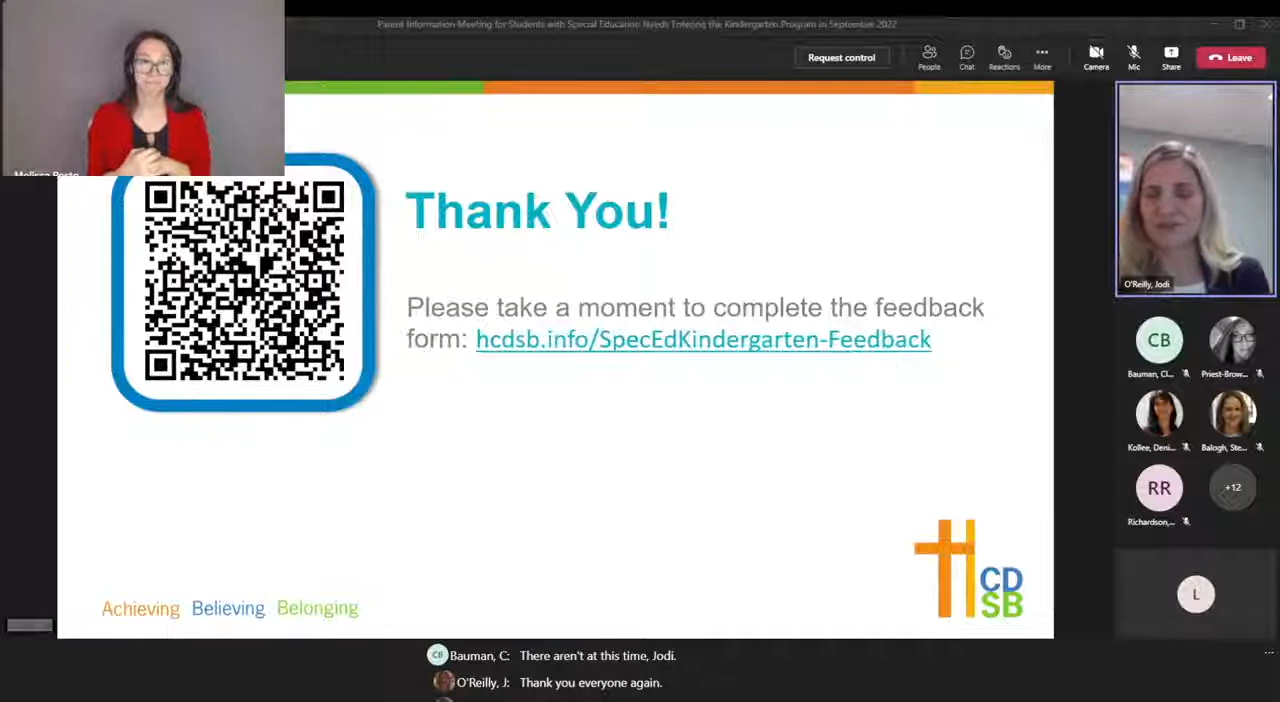 Parent Information Meeting for Students with Special Education Needs Entering the Kindergarten Program in September 2022
Request control
People
Chat
Reactions
More
Camera
Mic
Share
Leave
Thank You!
Please take a moment to complete the feedback
form: hcdsb.info/SpecEdKindergarten-Feedback
O'Reilly, Jodi
CB
Bauman, Cl...
Priest-Brow...
Kollee, Deni...
Balogh, Ste...
RR
+12
Richardson,...
L
CD
SB
Achieving Believing Belonging
CB Bauman, C: There aren't at this time, Jodi.
O'Reilly, J: Thank you everyone again.